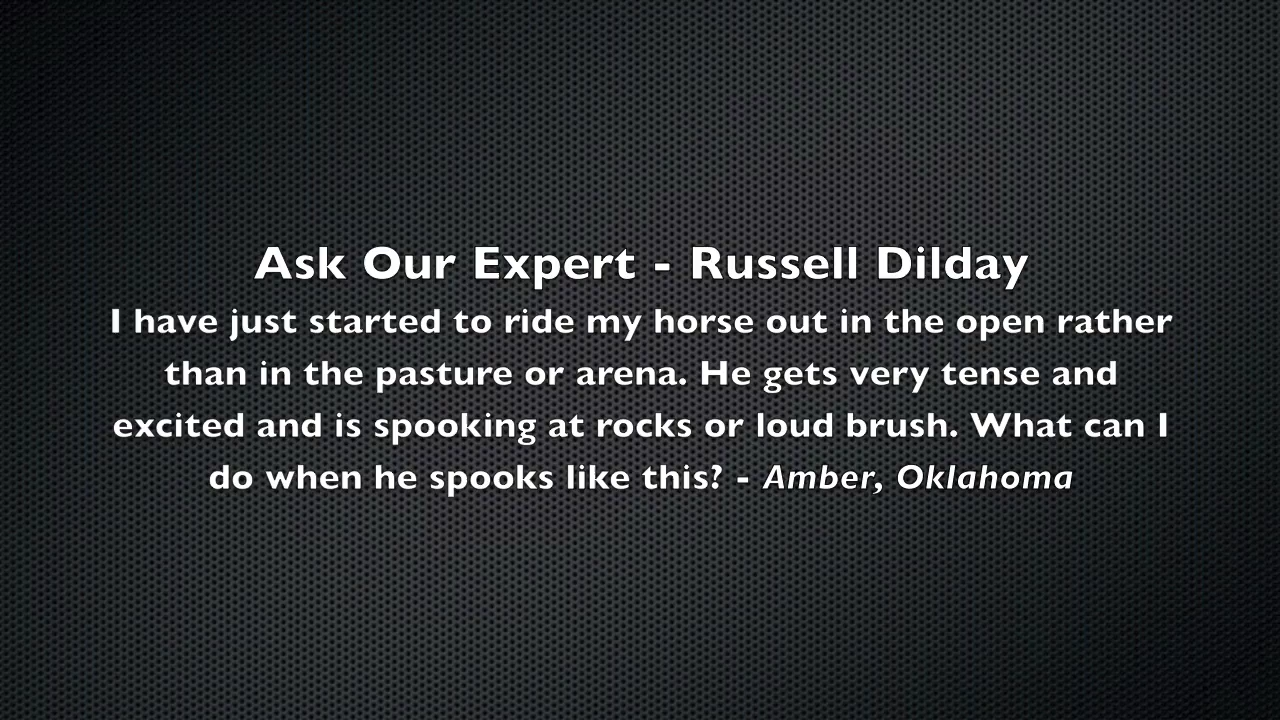 Ask Our Expert - Russell Dilday
I have just started to ride my horse out in the open rather
than in the pasture or arena. He gets very tense and
excited and is spooking at rocks or loud brush. What can I
do when he spooks like this? - Amber, Oklahoma